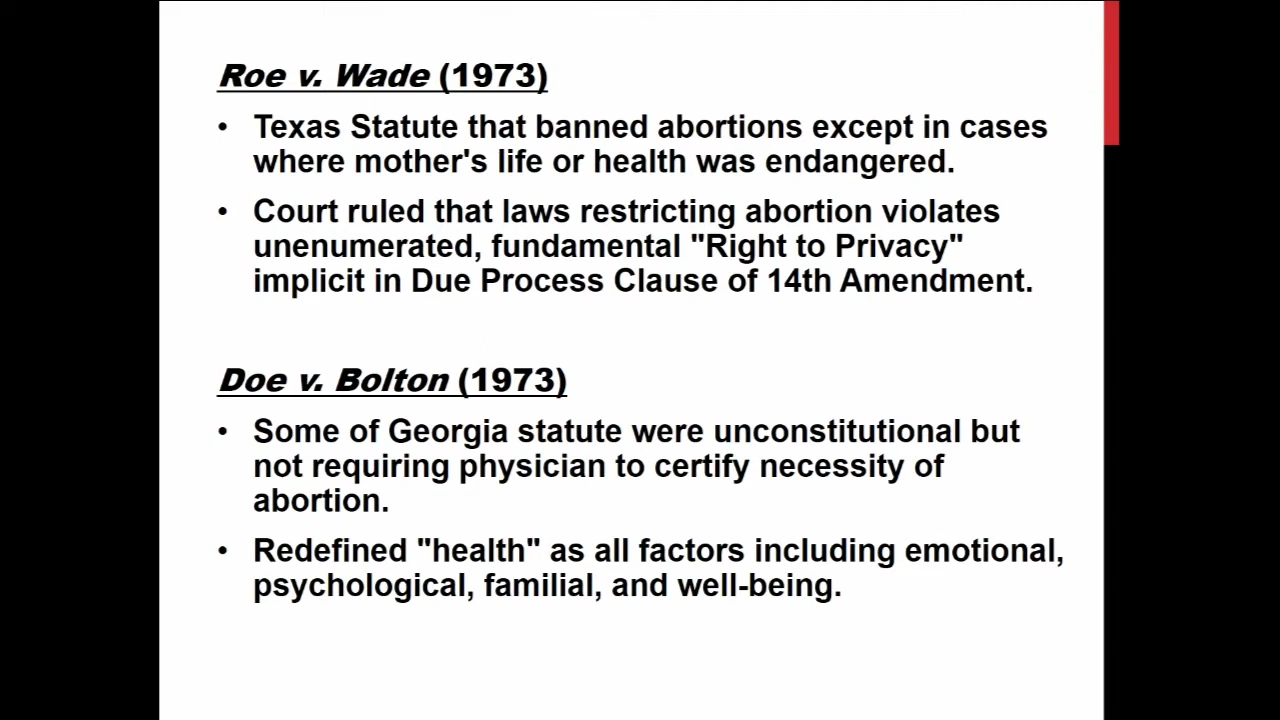 Roe v. Wade (1973)
• Texas Statute that banned abortions except in cases
where mother's life or health was endangered.
• Court ruled that laws restricting abortion violates
unenumerated, fundamental "Right to Privacy"
implicit in Due Process Clause of 14th Amendment.
Doe v. Bolton (1973)
• Some of Georgia statute were unconstitutional but
not requiring physician to certify necessity of
abortion.
• Redefined "health" as all factors including emotional,
psychological, familial, and well-being.